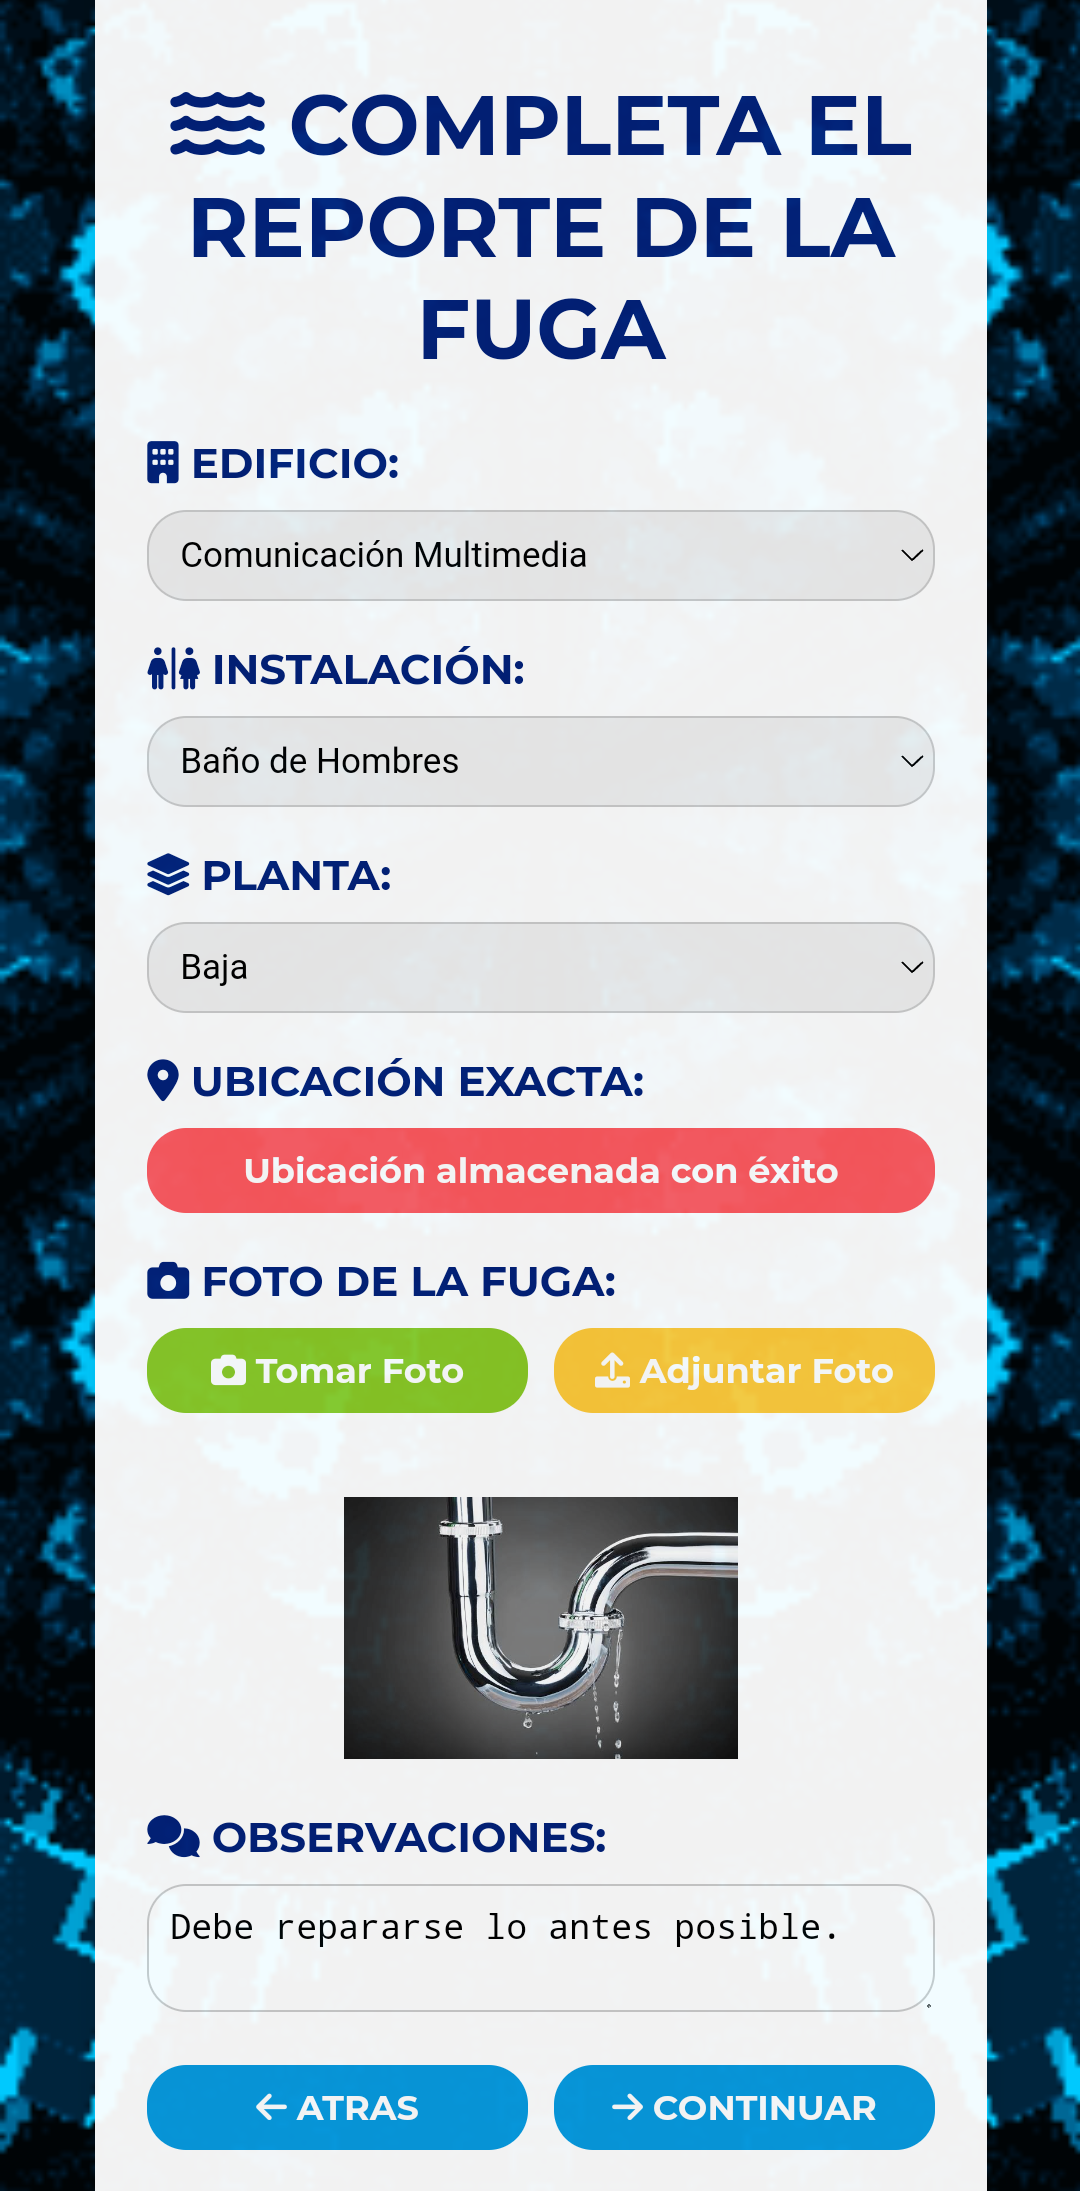 COMPLETA EL
REPORTE DE LA
FUGA
EDIFICIO:
Comunicación Multimedia
INSTALACIÓN:
Baño de Hombres
PLANTA:
Baja
UBICACIÓN EXACTA:
Ubicación almacenada con éxito
FOTO DE LA FUGA:
Tomar Foto
Adjuntar Foto
OBSERVACIONES:
Debe repararse lo antes posible.
ATRAS
CONTINUAR